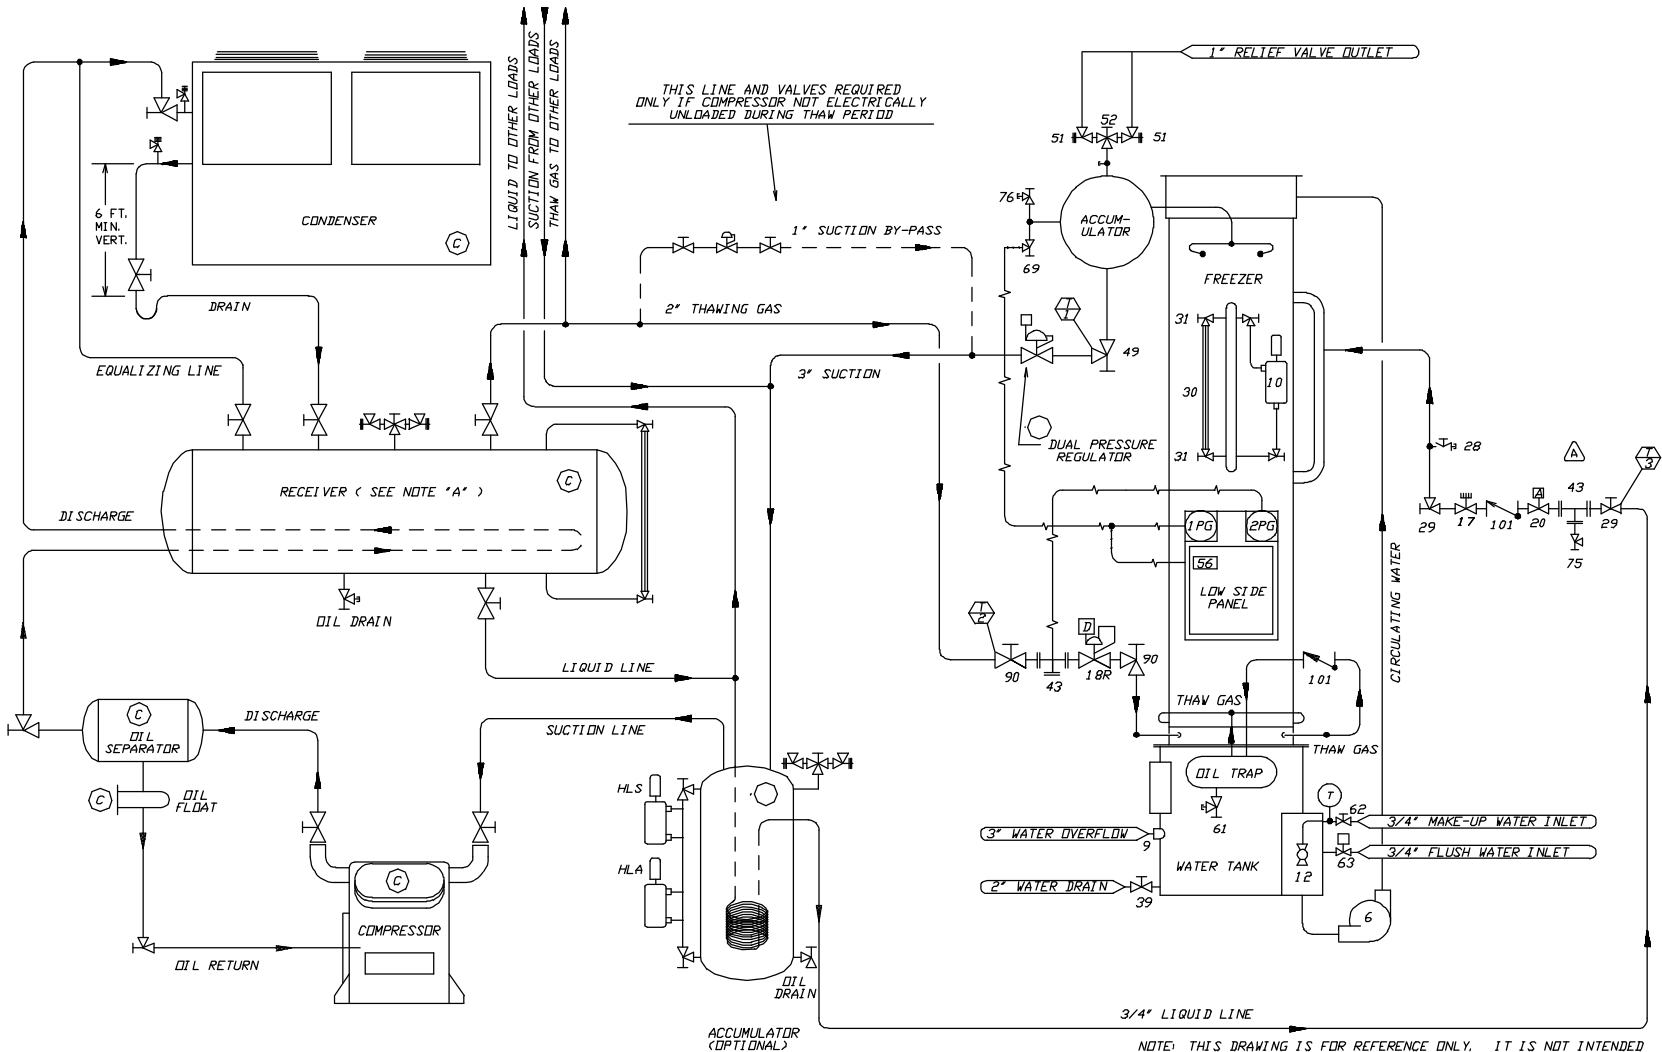 LIQUID TO OTHER LOADS
SUCTION FROM OTHER LOADS
THAW GAS TO OTHER LOADS
1" RELIEF VALVE OUTLET
THIS LINE AND VALVES REQUIRED
ONLY IF COMPRESSOR NOT ELECTRICALLY
UNLOADED DURING THAW PERIOD
52
51
51
6 FT.
MIN.
VERT.
CONDENSER
C
76
ACCUM-
ULATOR
69
1" SUCTION BY-PASS
FREEZER
DRAIN
2" THAWING GAS
T
1
31
49
EQUALIZING LINE
3" SUCTION
30
10
DUAL PRESSURE
REGULATOR
31
28
A
T
3
RECEIVER ( SEE NOTE "A" )
C
43
DISCHARGE
1PG
2PG
29
17
101
20
A
29
75
56
LOW SIDE
PANEL
CIRCULATING WATER
OIL DRAIN
T
2
D
LIQUID LINE
90
43
18R
90
101
THAW GAS
THAW GAS
C
OIL
SEPARATOR
DISCHARGE
SUCTION LINE
OIL TRAP
HLS
C
OIL
FLOAT
61
T
62
3/4" MAKE-UP WATER INLET
3" WATER OVERFLOW
9
WATER TANK
12
63
3/4" FLUSH WATER INLET
HLA
C
2" WATER DRAIN
39
6
COMPRESSOR
OIL RETURN
OIL
DRAIN
3/4" LIQUID LINE
ACCUMULATOR
(OPTIONAL)
NOTE: THIS DRAWING IS FOR REFERENCE ONLY. IT IS NOT INTENDED